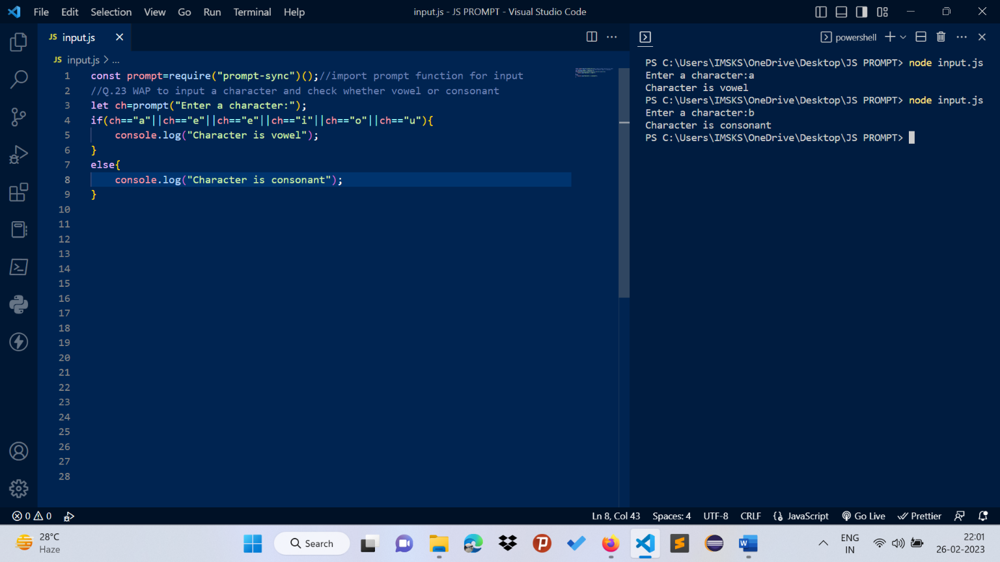 File Edit Selection View Go Run Terminal Help
input.js - JS PROMPT - Visual Studio Code
JS input.js
JS input.js > ...
1 const prompt=require("prompt-sync")();//import prompt function for input
2 //Q.23 WAP to input a character and check whether vowel or consonant
3 let ch=prompt("Enter a character:");
4 if(ch=="a"||ch=="e"||ch=="e"||ch=="i"||ch=="o"||ch=="u"){
5 console.log("Character is vowel");
6 }
7 else{
8 console.log("Character is consonant");
9 }
10
11
12
13
14
15
16
17
18
19
20
21
22
23
24
25
26
27
28
powershell
PS C:\Users\IMSKS\OneDrive\Desktop\JS PROMPT> node input.js
Enter a character:a
Character is vowel
PS C:\Users\IMSKS\OneDrive\Desktop\JS PROMPT> node input.js
Enter a character:b
Character is consonant
PS C:\Users\IMSKS\OneDrive\Desktop\JS PROMPT>
0 0
Ln 8, Col 43 Spaces: 4 UTF-8 CRLF JavaScript Go Live Prettier
28°C
Haze
Search
ENG
IN
22:01
26-02-2023